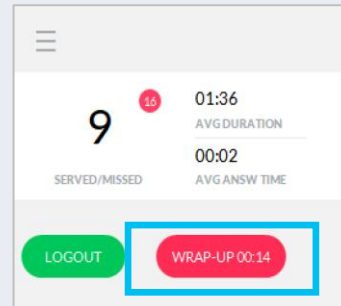 16
9
01:36
AVG DURATION
00:02
SERVED/MISSED
AVG ANSW TIME
LOGOUT
WRAP-UP 00:14